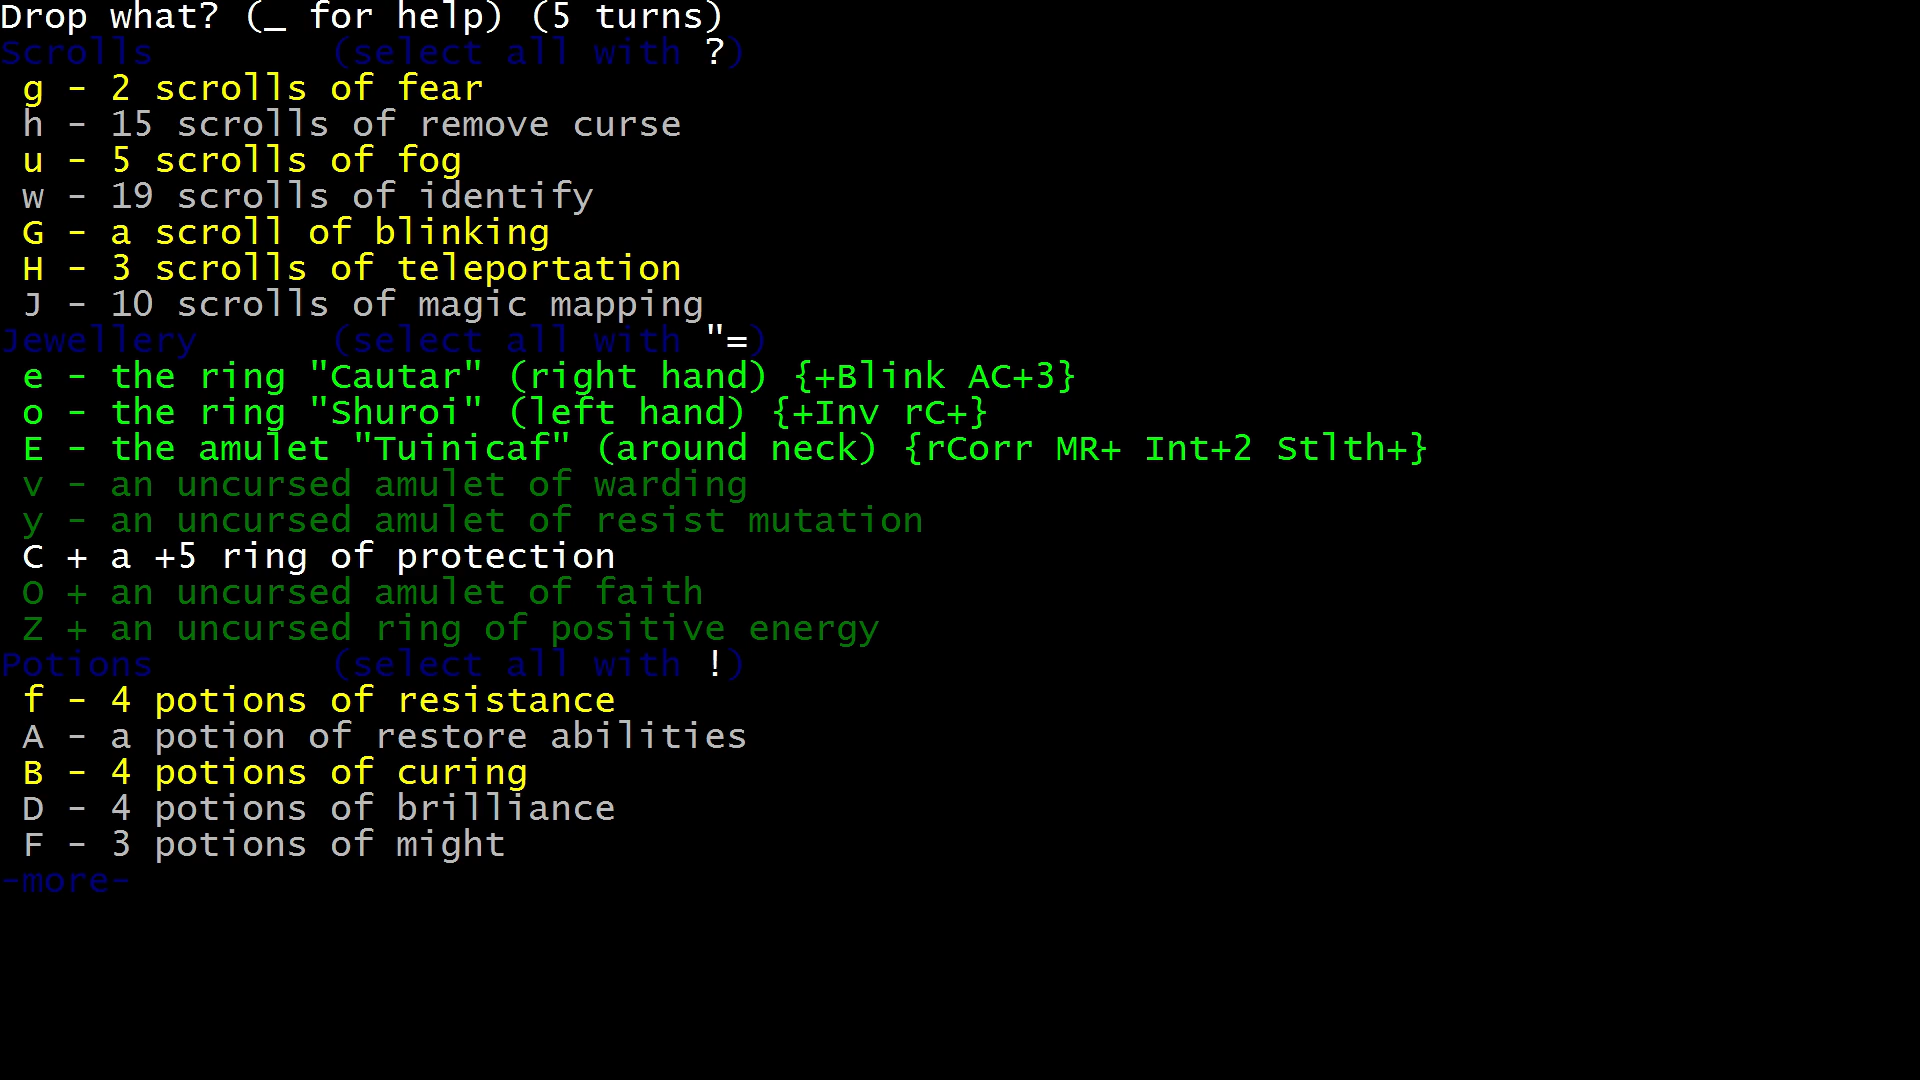 Drop what? (_ for help) (5 turns)
Scrolls (select all with ?)
g - 2 scrolls of fear
h - 15 scrolls of remove curse
u - 5 scrolls of fog
w - 19 scrolls of identify
G - a scroll of blinking
H - 3 scrolls of teleportation
J - 10 scrolls of magic mapping
Jewellery (select all with "=)
e - the ring "Cautar" (right hand) {+Blink AC+3}
o - the ring "Shuroi" (left hand) {+Inv rC+}
E - the amulet "Tuinicaf" (around neck) {rCorr MR+ Int+2 Stlth+}
v - an uncursed amulet of warding
y - an uncursed amulet of resist mutation
C + a +5 ring of protection
O + an uncursed amulet of faith
Z + an uncursed ring of positive energy
Potions (select all with !)
f - 4 potions of resistance
A - a potion of restore abilities
B - 4 potions of curing
D - 4 potions of brilliance
F - 3 potions of might
-more-